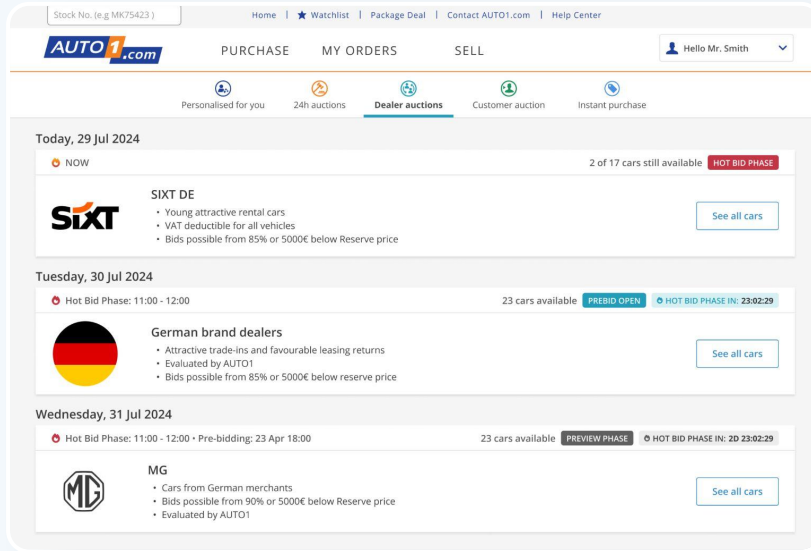 Stock No. (e.g MK75423 )
Home | Watchlist | Package Deal | Contact AUTO1.com | Help Center
AUTO1.com
PURCHASE MY ORDERS SELL
Hello Mr. Smith
Personalised for you 24h auctions Dealer auctions Customer auction Instant purchase
Today, 29 Jul 2024
NOW 2 of 17 cars still available HOT BID PHASE
SIXT
SIXT DE
• Young attractive rental cars
• VAT deductible for all vehicles
• Bids possible from 85% or 5000€ below Reserve price
See all cars
Tuesday, 30 Jul 2024
Hot Bid Phase: 11:00 - 12:00 23 cars available PREBID OPEN HOT BID PHASE IN: 23:02:29
German brand dealers
• Attractive trade-ins and favourable leasing returns
• Evaluated by AUTO1
• Bids possible from 85% or 5000€ below reserve price
See all cars
Wednesday, 31 Jul 2024
Hot Bid Phase: 11:00 - 12:00 • Pre-bidding: 23 Apr 18:00 23 cars available PREVIEW PHASE HOT BID PHASE IN: 2D 23:02:29
MG
MG
• Cars from German merchants
• Bids possible from 90% or 5000€ below Reserve price
• Evaluated by AUTO1
See all cars